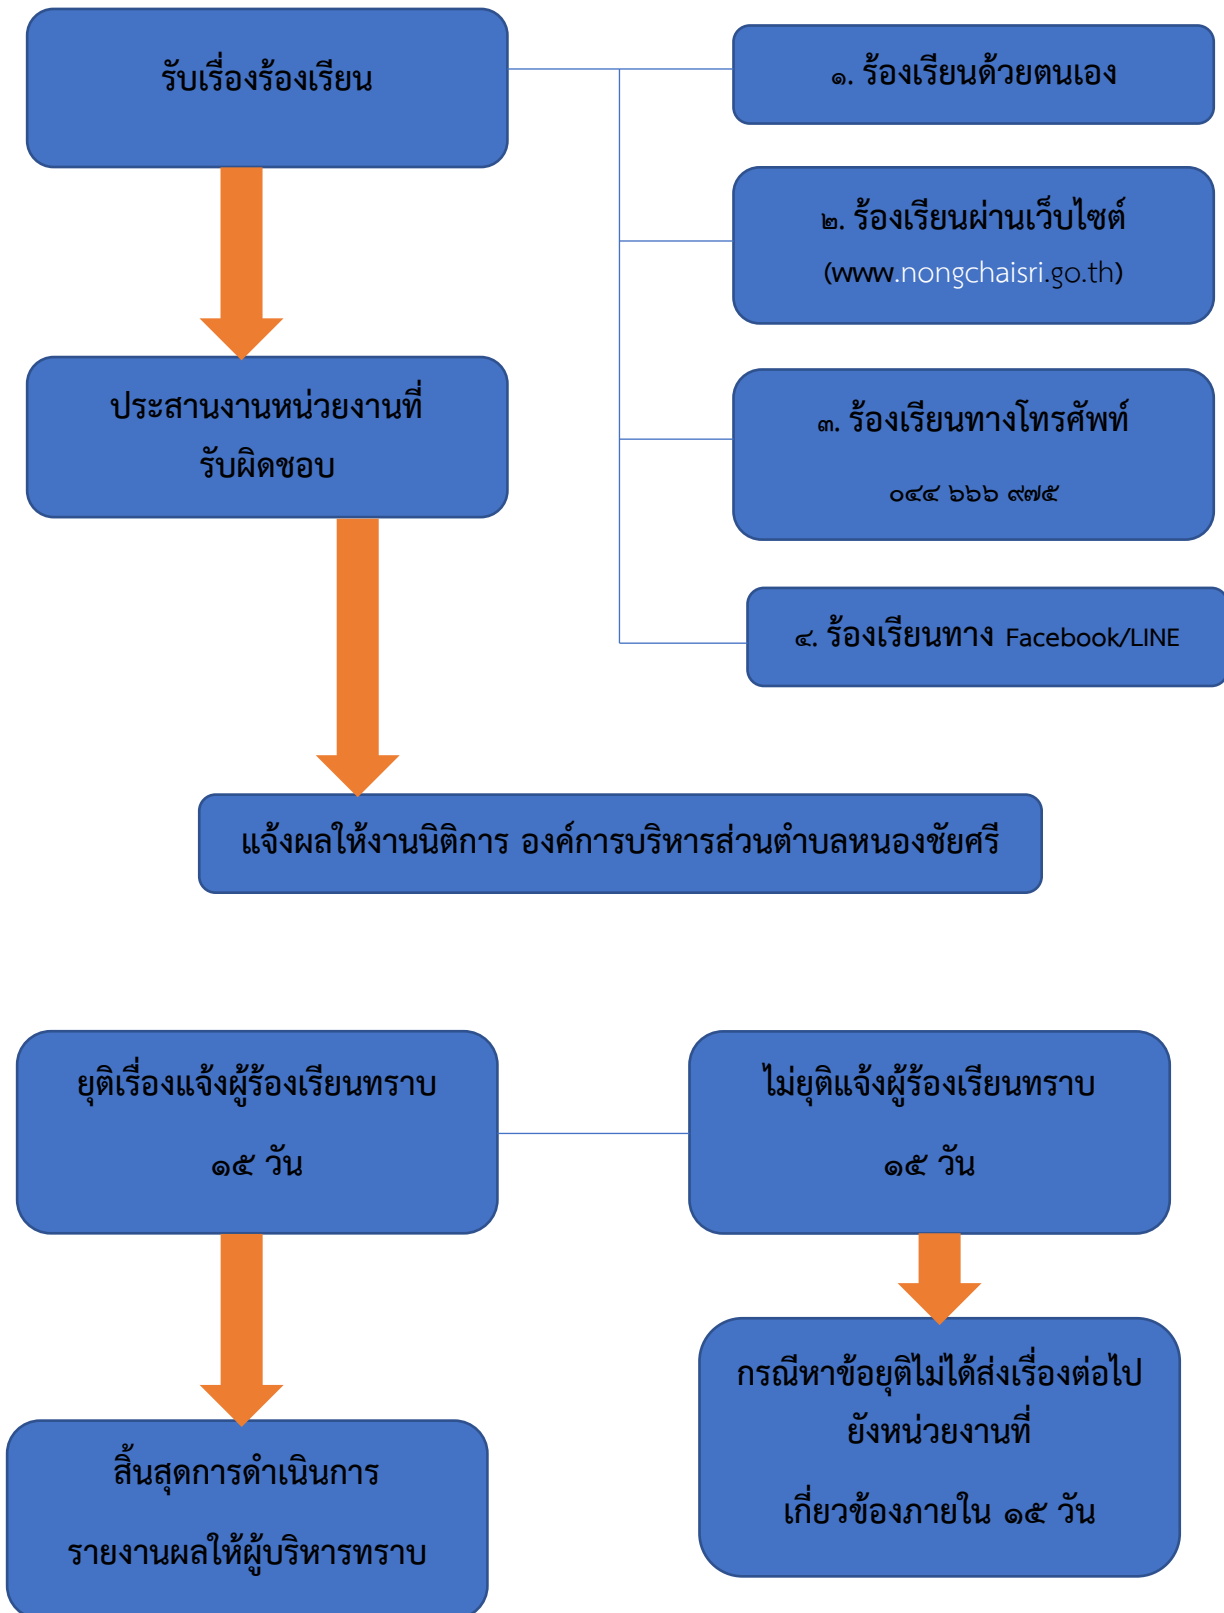 รับเรื่องร้องเรียน
๑. ร้องเรียนด้วยตนเอง
๒. ร้องเรียนผ่านเว็บไซต์
(www.nongchaisri.go.th)
ประสานงานหน่วยงานที่
รับผิดชอบ
๓. ร้องเรียนทางโทรศัพท์
๐๔๔ ๖๖๖ ๙๗๕
๔. ร้องเรียนทาง Facebook/LINE
แจ้งผลให้งานนิติการ องค์การบริหารส่วนตำบลหนองชัยศรี
ยุติเรื่องแจ้งผู้ร้องเรียนทราบ
๑๕ วัน
ไม่ยุติแจ้งผู้ร้องเรียนทราบ
๑๕ วัน
สิ้นสุดการดำเนินการ
รายงานผลให้ผู้บริหารทราบ
กรณีหาข้อยุติไม่ได้ส่งเรื่องต่อไป
ยังหน่วยงานที่
เกี่ยวข้องภายใน ๑๕ วัน